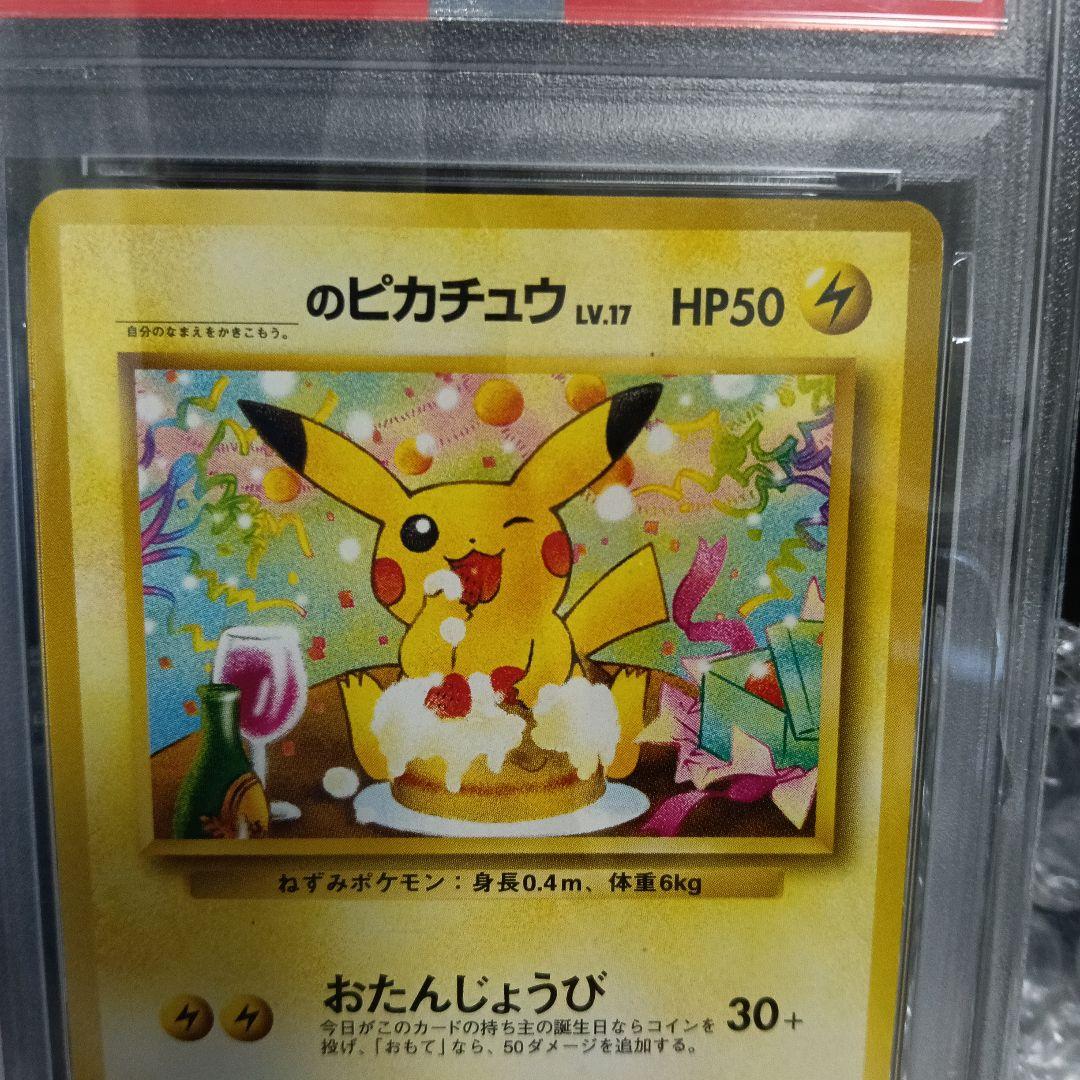 のピカチュウ LV.17 HP50
自分のなまえをかきこもう。
ねずみポケモン：身長0.4m、体重6kg
おたんじょうび 30+
今日がこのカードの持ち主の誕生日ならコインを
投げ、「おもて」なら、50ダメージを追加する。